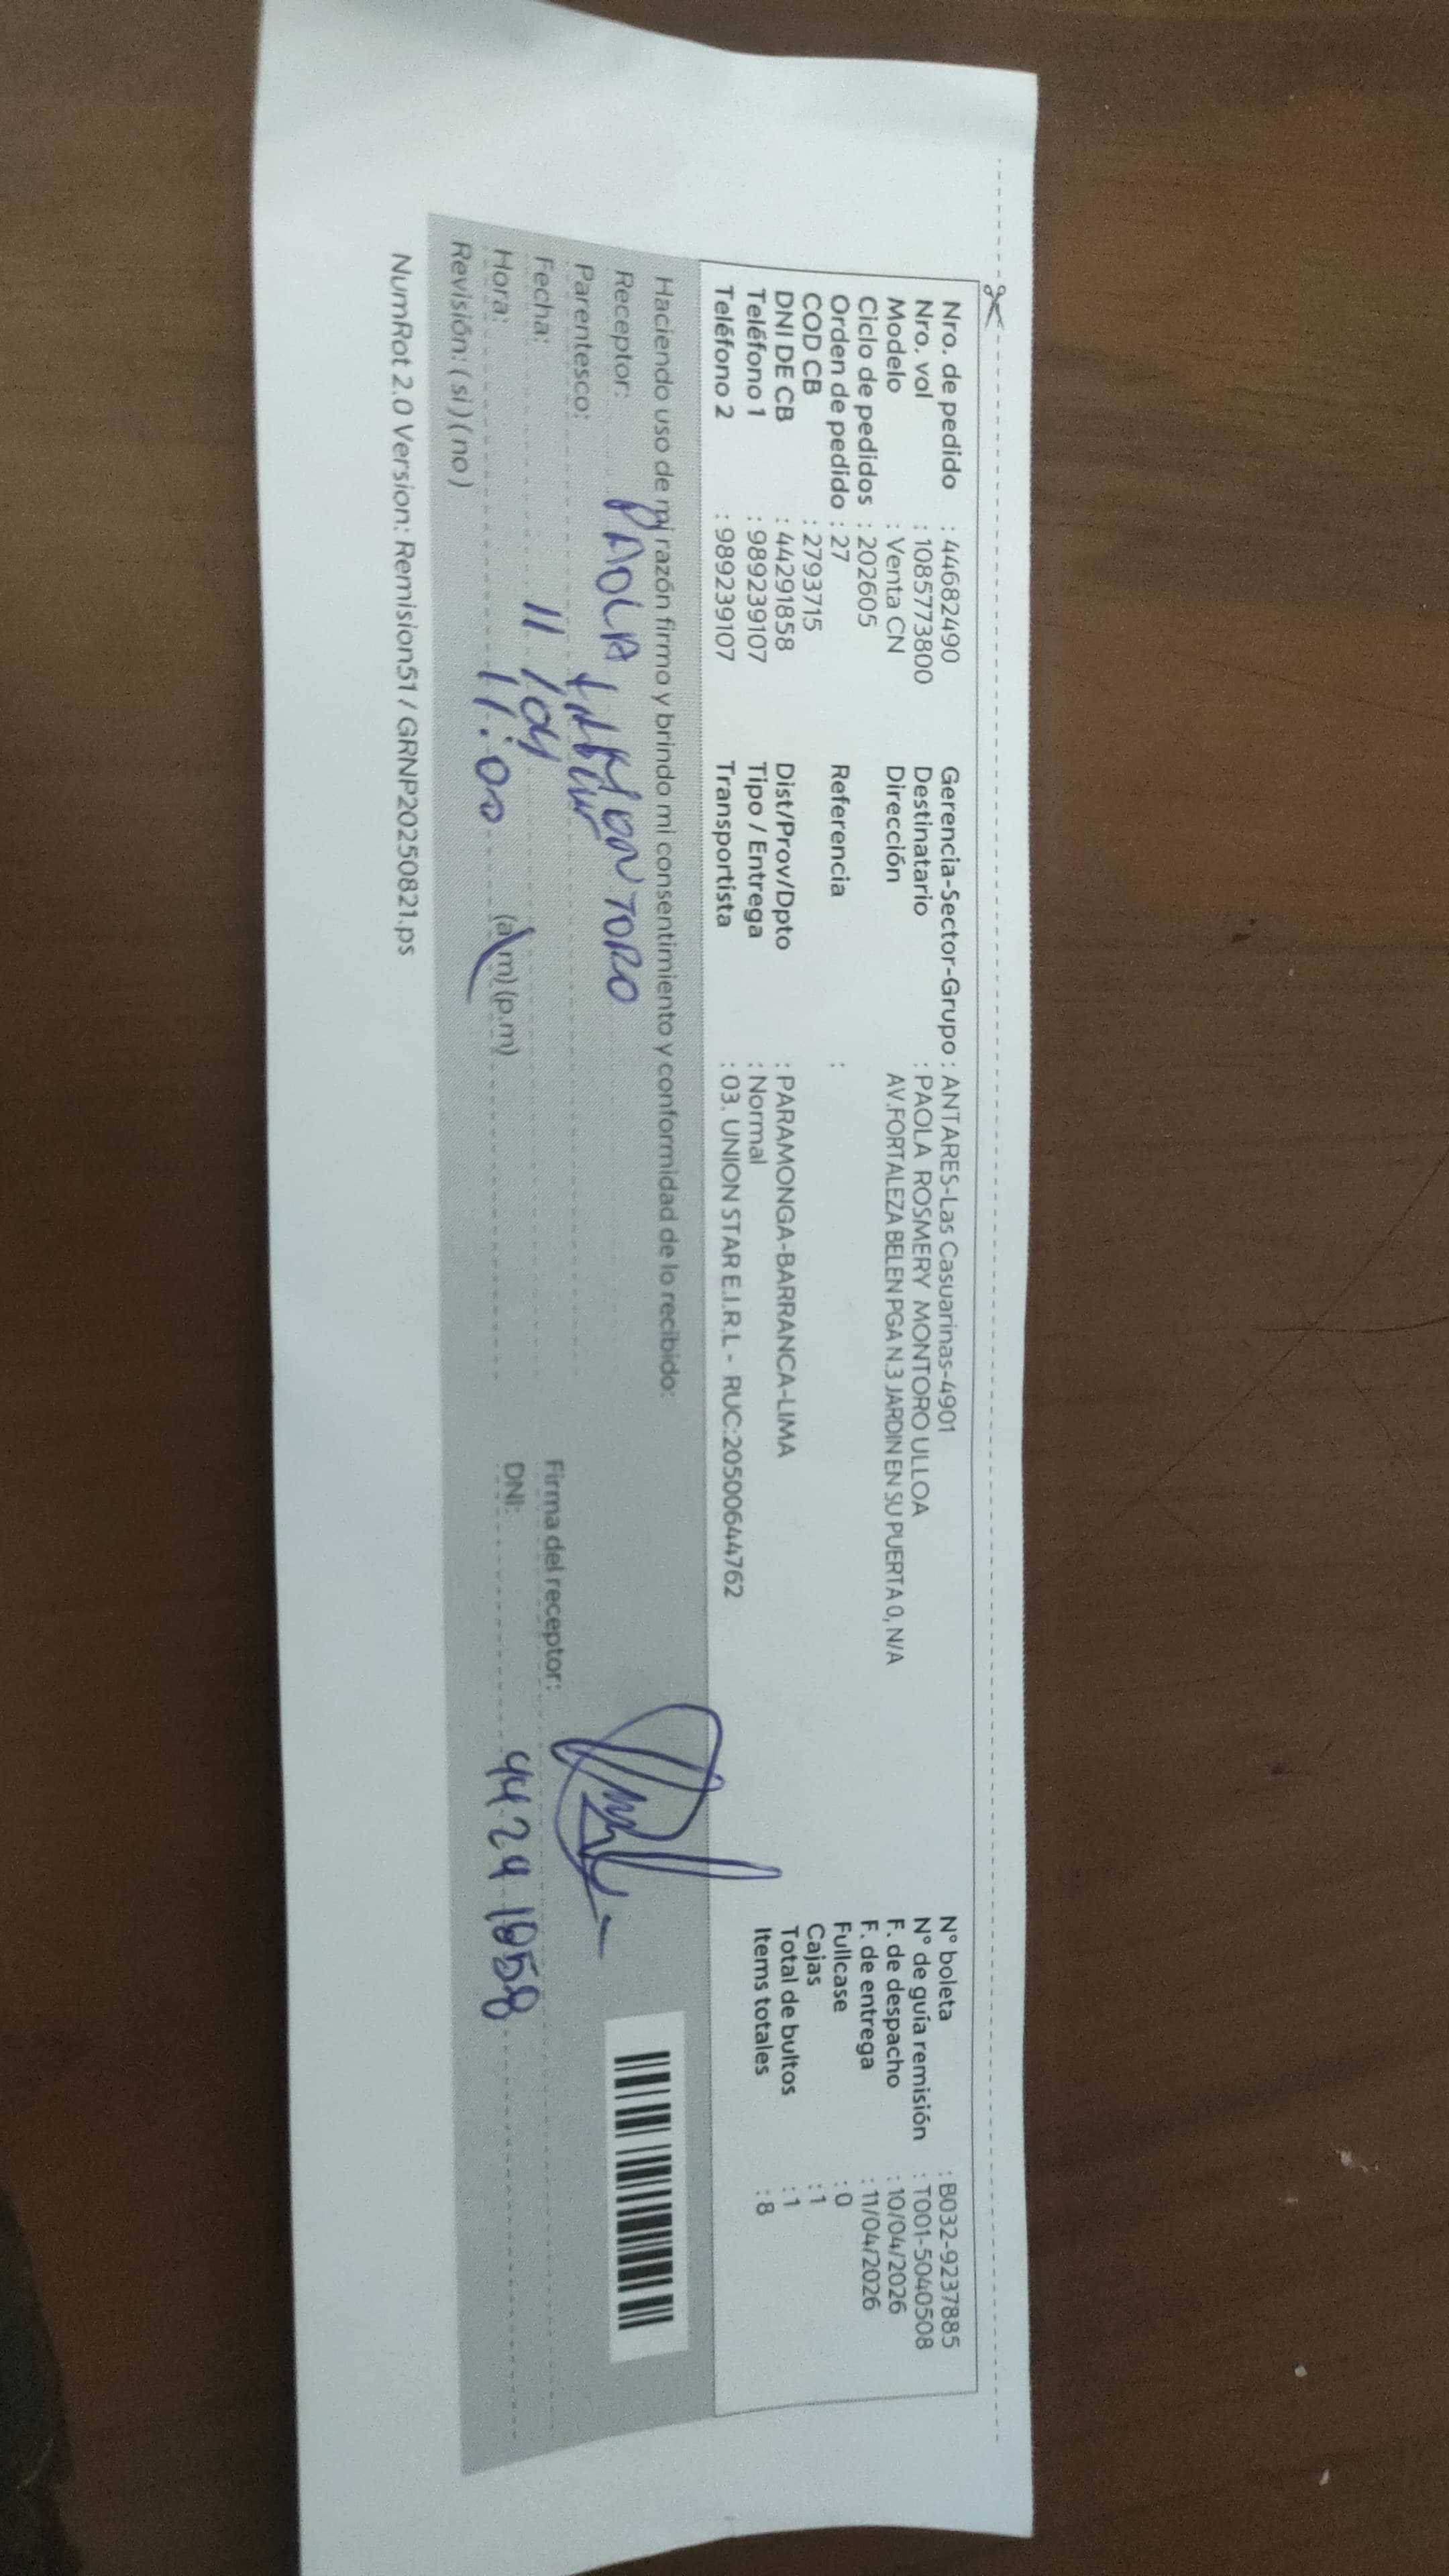 Nro. de pedido : 44682490
Nro. vol : 1085773800
Modelo : Venta CN
Ciclo de pedidos : 202605
Orden de pedido : 27
COD CB : 2793715
DNI DE CB : 44291858
Teléfono 1 : 989239107
Teléfono 2 : 989239107
Gerencia-Sector-Grupo : ANTARES-Las Casuarinas-4901
Destinatario : PAOLA ROSMERY MONTORO ULLOA
Dirección AV.FORTALEZA BELEN PGA N.3 JARDIN EN SU PUERTA 0, N/A
Referencia :
Dist/Prov/Dpto : PARAMONGA-BARRANCA-LIMA
Tipo / Entrega : Normal
Transportista : 03. UNION STAR E.I.R.L - RUC:20500644762
N° boleta : B032-9237885
N° de guía remisión : T001-5040508
F. de despacho : 10/04/2026
F. de entrega : 11/04/2026
Fullcase : 0
Cajas : 1
Total de bultos : 1
Items totales : 8
Haciendo uso de mi razón firmo y brindo mi consentimiento y conformidad de lo recibido:
Receptor: PAOLA MONTORO
Parentesco:
Fecha: 11/04
Hora: 11:00 (a.m) (p.m)
Revisión: ( si ) ( no )
Firma del receptor:
DNI: 44291858
NumRot 2.0 Version: Remision51 / GRNP20250821.ps